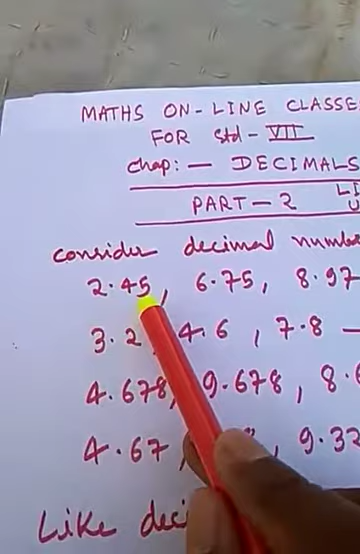 MATHS ON-LINE CLASSE
FOR Std - VII
chap: — DECIMALS
PART - 2 LI
consider decimal numbe
2.45, 6.75, 8.97
3.2, 4.6, 7.8 —
4.678, 9.678, 8.6
4.67, 9.32
Like deci